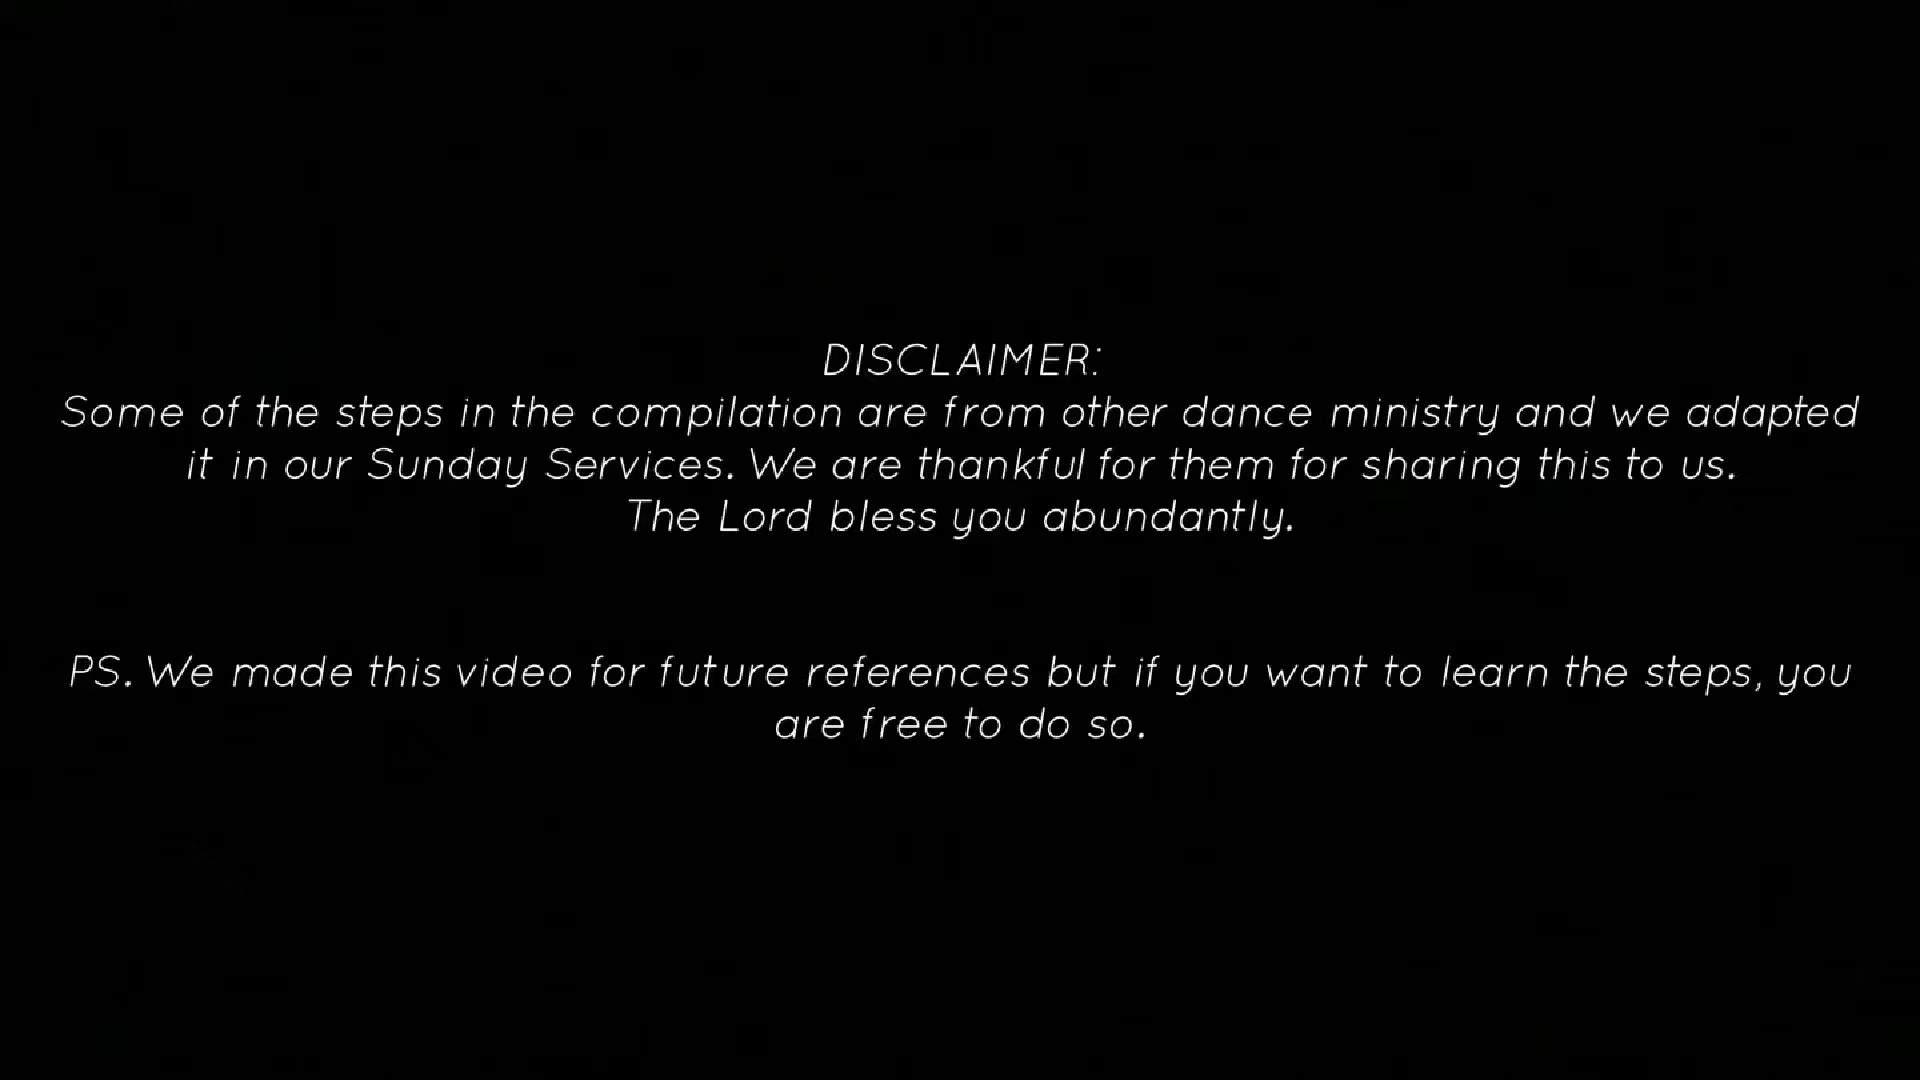 DISCLAIMER:
Some of the steps in the compilation are from other dance ministry and we adapted
it in our Sunday Services. We are thankful for them for sharing this to us.
The Lord bless you abundantly.
PS. We made this video for future references but if you want to learn the steps, you
are free to do so.